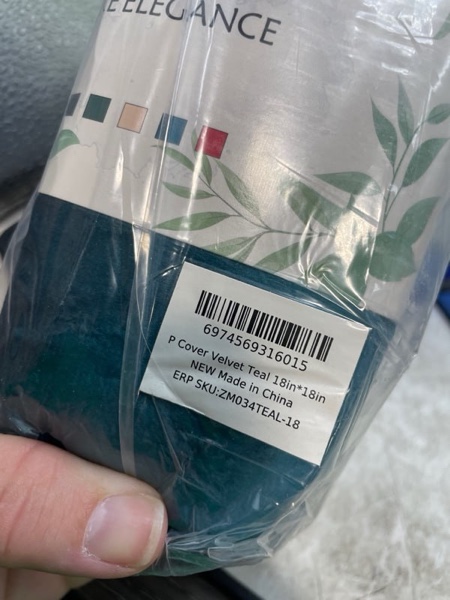 ELEGANCE
6974569316015
P Cover Velvet Teal 18in*18in
NEW Made in China
ERP SKU:ZM034TEAL-18